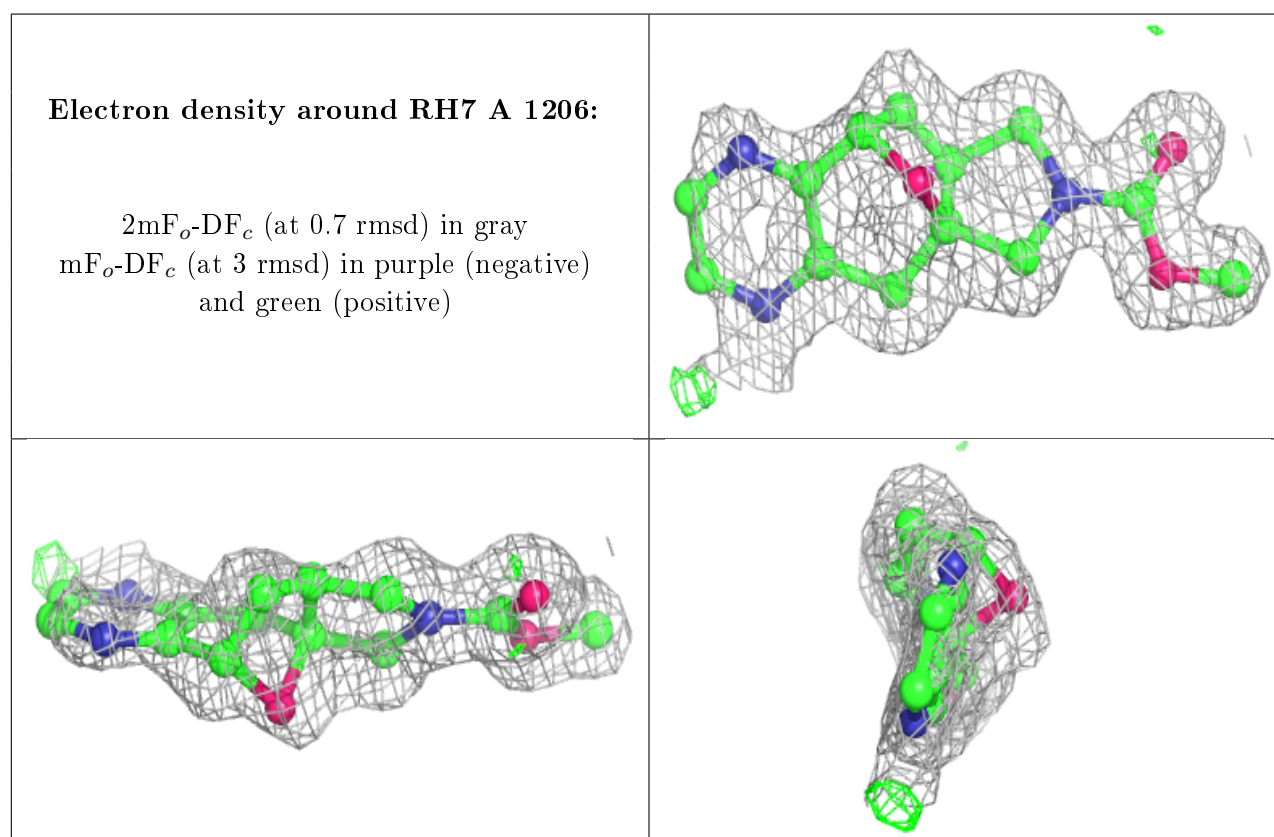 Electron density around RH7 A 1206:
2mFo-DFc (at 0.7 rmsd) in gray
mFo-DFc (at 3 rmsd) in purple (negative)
and green (positive)